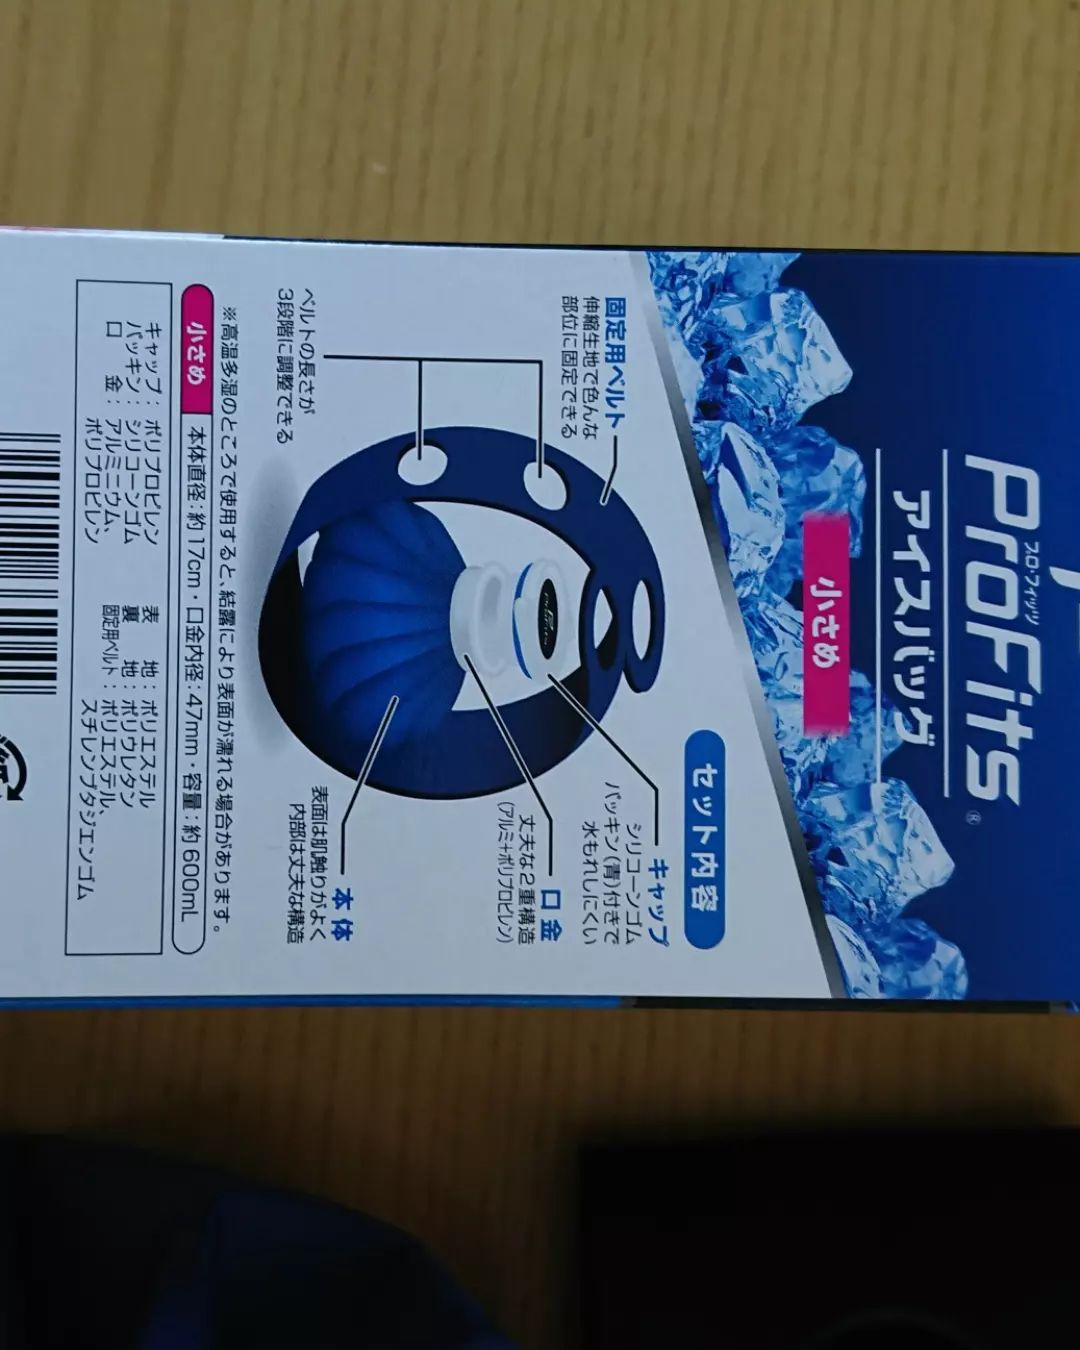 ProFits
プロ・フィッツ
®
アイスバッグ
小さめ
セット内容
固定用ベルト
伸縮生地で色んな
部位に固定できる
キャップ
シリコーンゴム
パッキン(青)付きで
水もれしにくい
口金
丈夫な2重構造
(アルミ+ポリプロピレン)
ベルトの長さが
3段階に調整できる
本体
表面は肌触りがよく
内部は丈夫な構造
※高温多湿のところで使用すると、結露により表面が濡れる場合があります。
小さめ 本体直径:約17cm・口金内径:47mm・容量:約600mL
キャップ:ポリプロピレン
パッキン:シリコーンゴム
口金:アルミニウム、
ポリプロピレン
表地:ポリエステル
裏地:ポリウレタン
固定用ベルト:ポリエステル、
スチレンブタジエンゴム